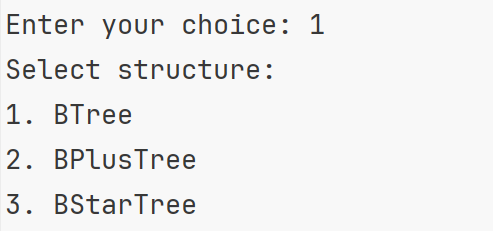 Enter your choice: 1
Select structure:
1. BTree
2. BPlusTree
3. BStarTree